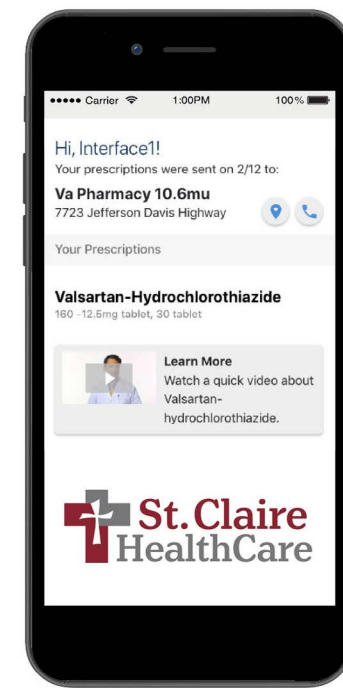 Carrier 1:00PM 100%
Hi, Interface1!
Your prescriptions were sent on 2/12 to:
Va Pharmacy 10.6mu
7723 Jefferson Davis Highway
Your Prescriptions
Valsartan-Hydrochlorothiazide
160 -12.5mg tablet, 30 tablet
Learn More
Watch a quick video about
Valsartan-
hydrochlorothiazide.
St. Claire
HealthCare